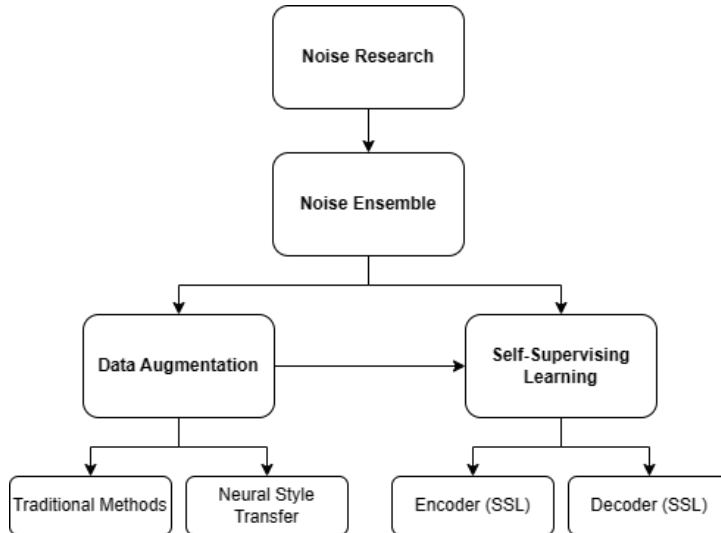 Noise Research
Noise Ensemble
Data Augmentation
Self-Supervising
Learning
Traditional Methods
Neural Style
Transfer
Encoder (SSL)
Decoder (SSL)